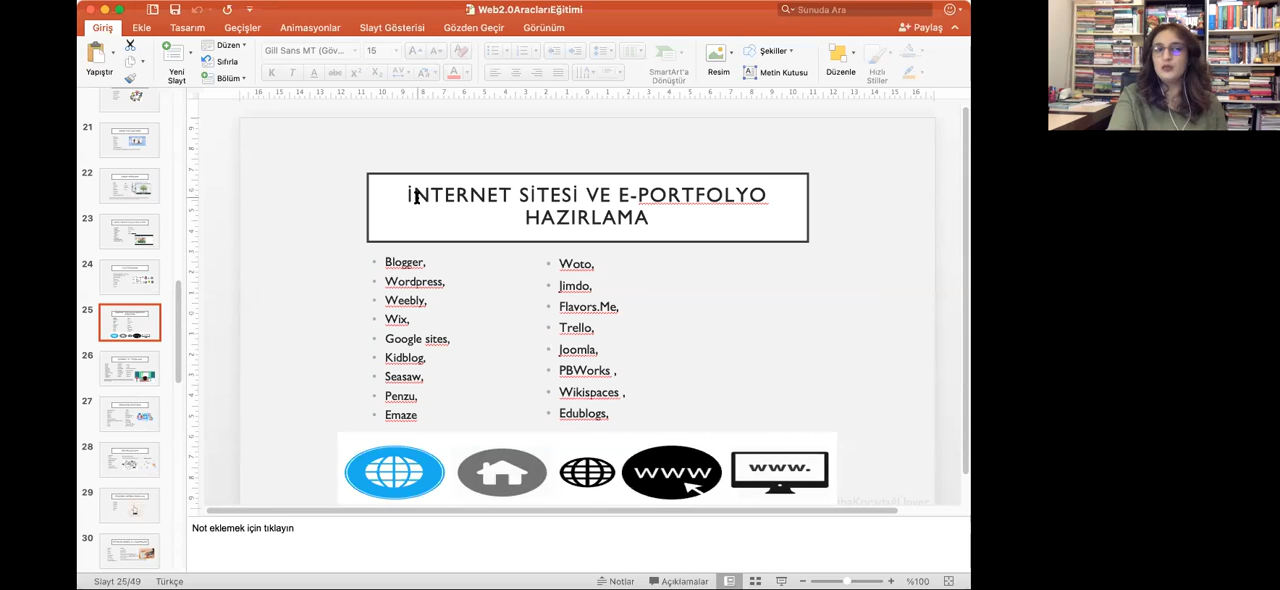 Web2.0AraclarıEğitimi
Sunuda Ara
Giriş Ekle Tasarım Geçişler Animasyonlar Slayt Gösterisi Gözden Geçir Görünüm
Paylaş
Yapıştır
Yeni Slayt
Düzen
Sıfırla
Bölüm
Gill Sans MT (Göv... 15
SmartArt'a Dönüştür
Resim
Şekiller
Metin Kutusu
Düzenle
Hızlı Stiller
21
22
23
24
25
26
27
28
29
30
İNTERNET SİTESİ VE E-PORTFOLYO
HAZIRLAMA
Blogger,
Wordpress,
Weebly,
Wix,
Google sites,
Kidblog,
Seasaw,
Penzu,
Emaze
Woto,
Jimdo,
Flavors.Me,
Trello,
Joomla,
PBWorks ,
Wikispaces ,
Edublogs,
www
www.
Not eklemek için tıklayın
Slayt 25/49 Türkçe
Notlar Açıklamalar
%100